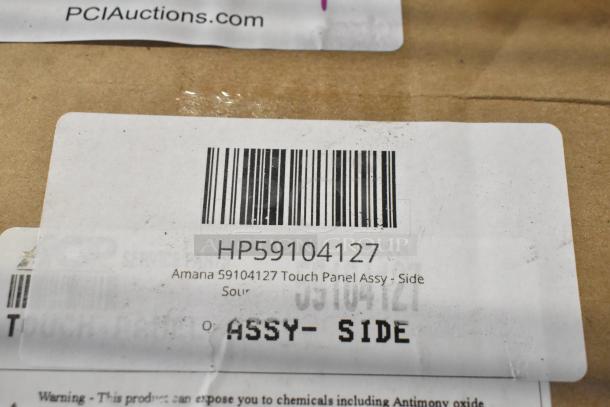 PCIAuctions.com
HP59104127
Amana 59104127 Touch Panel Assy - Side
59104127
ASSY- SIDE
Warning - This product can expose you to chemicals including Antimony oxide